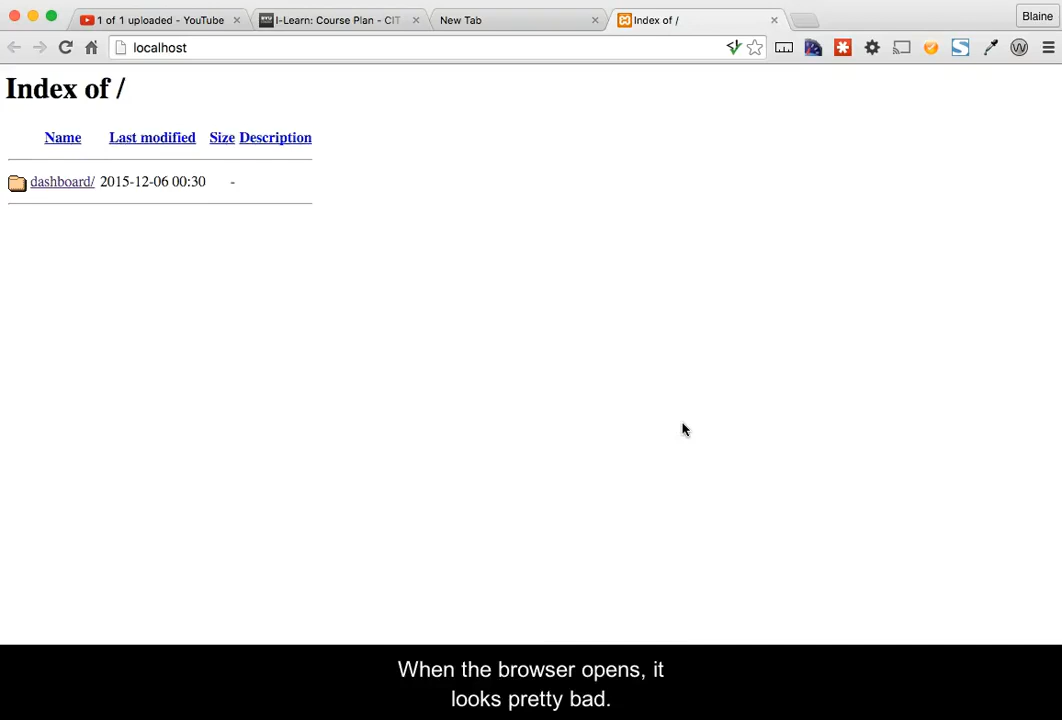 1 of 1 uploaded - YouTube
BYU I-Learn: Course Plan - CIT
New Tab
Index of /
Blaine
localhost
Index of /
Name Last modified Size Description
dashboard/ 2015-12-06 00:30 -
When the browser opens, it
looks pretty bad.